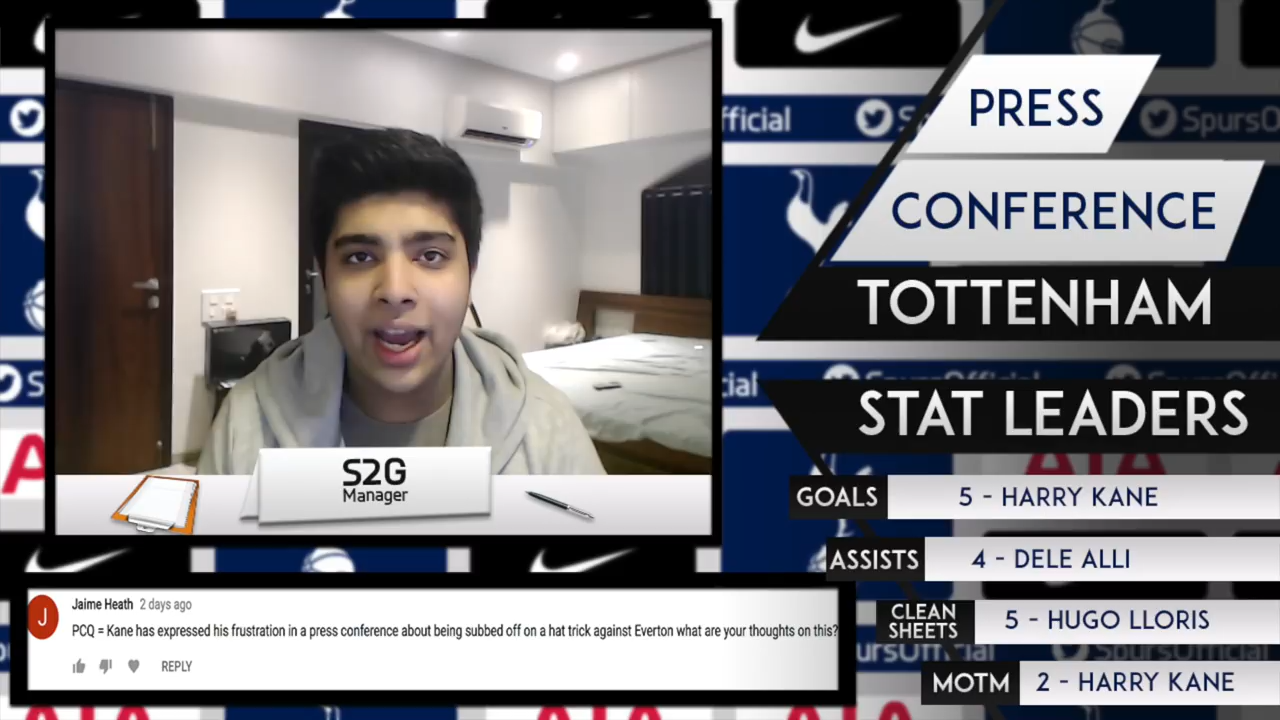 PRESS
CONFERENCE
TOTTENHAM
STAT LEADERS
GOALS 5 - HARRY KANE
ASSISTS 4 - DELE ALLI
CLEAN
SHEETS 5 - HUGO LLORIS
MOTM 2 - HARRY KANE
S2G
Manager
J
Jaime Heath 2 days ago
PCQ = Kane has expressed his frustration in a press conference about being subbed off on a hat trick against Everton what are your thoughts on this?
REPLY
SpursOfficial
AIA